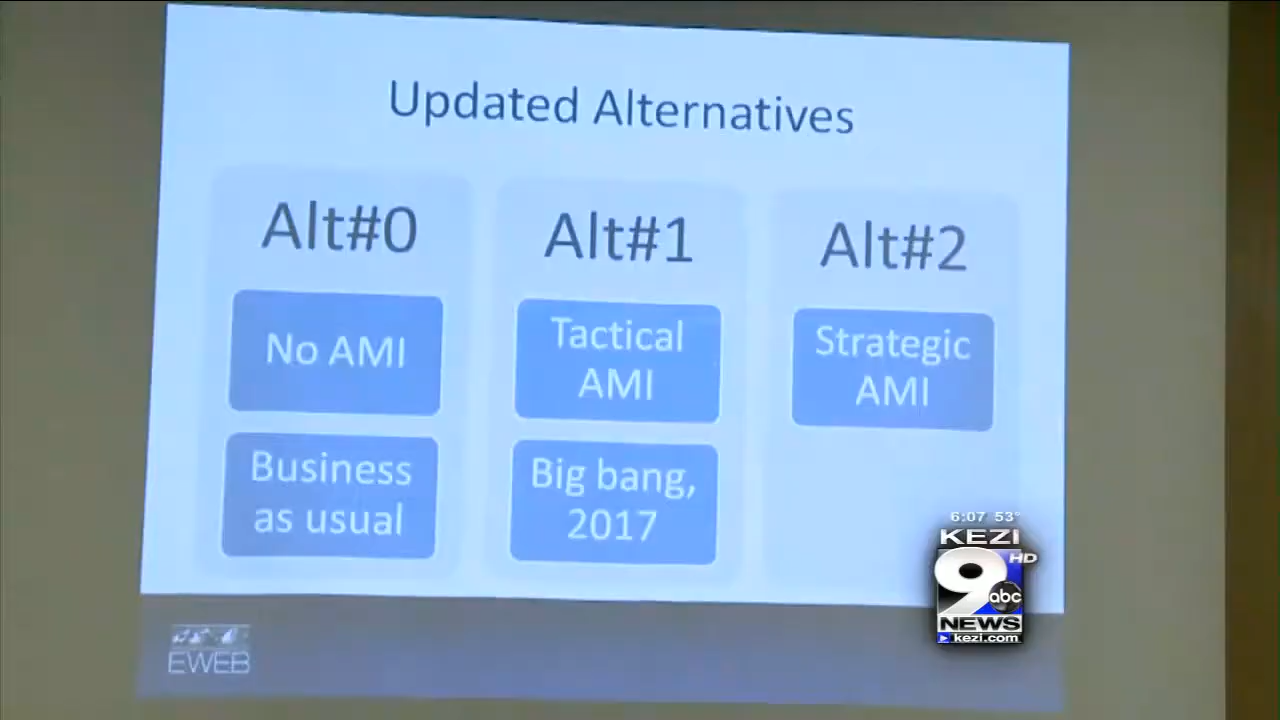 Updated Alternatives
Alt#0
No AMI
Business
as usual
Alt#1
Tactical
AMI
Big bang,
2017
Alt#2
Strategic
AMI
EWEB
6:07 53°
KEZI
9 HD
abc
NEWS
kezi.com